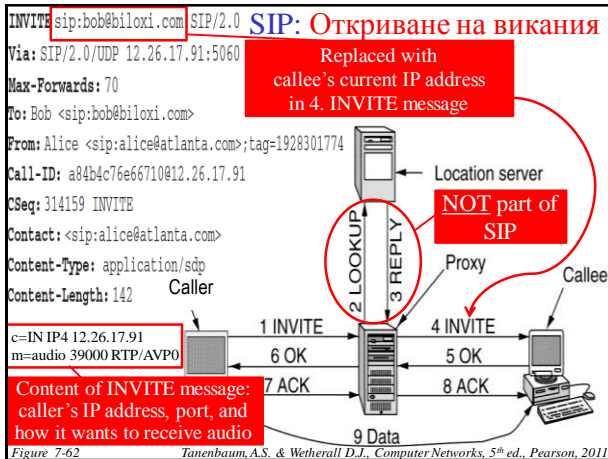 INVITE sip:bob@biloxi.com SIP/2.0
SIP: Откриване на викания
Via: SIP/2.0/UDP 12.26.17.91:5060
Max-Forwards: 70
To: Bob <sip:bob@biloxi.com>
From: Alice <sip:alice@atlanta.com>;tag=1928301774
Call-ID: a84b4c76e66710@12.26.17.91
CSeq: 314159 INVITE
Contact: <sip:alice@atlanta.com>
Content-Type: application/sdp
Content-Length: 142
Replaced with
callee's current IP address
in 4. INVITE message
Location server
NOT part of
SIP
2 LOOKUP
3 REPLY
Proxy
Caller
Callee
1 INVITE
4 INVITE
6 OK
5 OK
7 ACK
8 ACK
9 Data
c=IN IP4 12.26.17.91
m=audio 39000 RTP/AVP0
Content of INVITE message:
caller's IP address, port, and
how it wants to receive audio
Figure 7-62
Tanenbaum, A.S. & Wetherall D.J., Computer Networks, 5th ed., Pearson, 2011